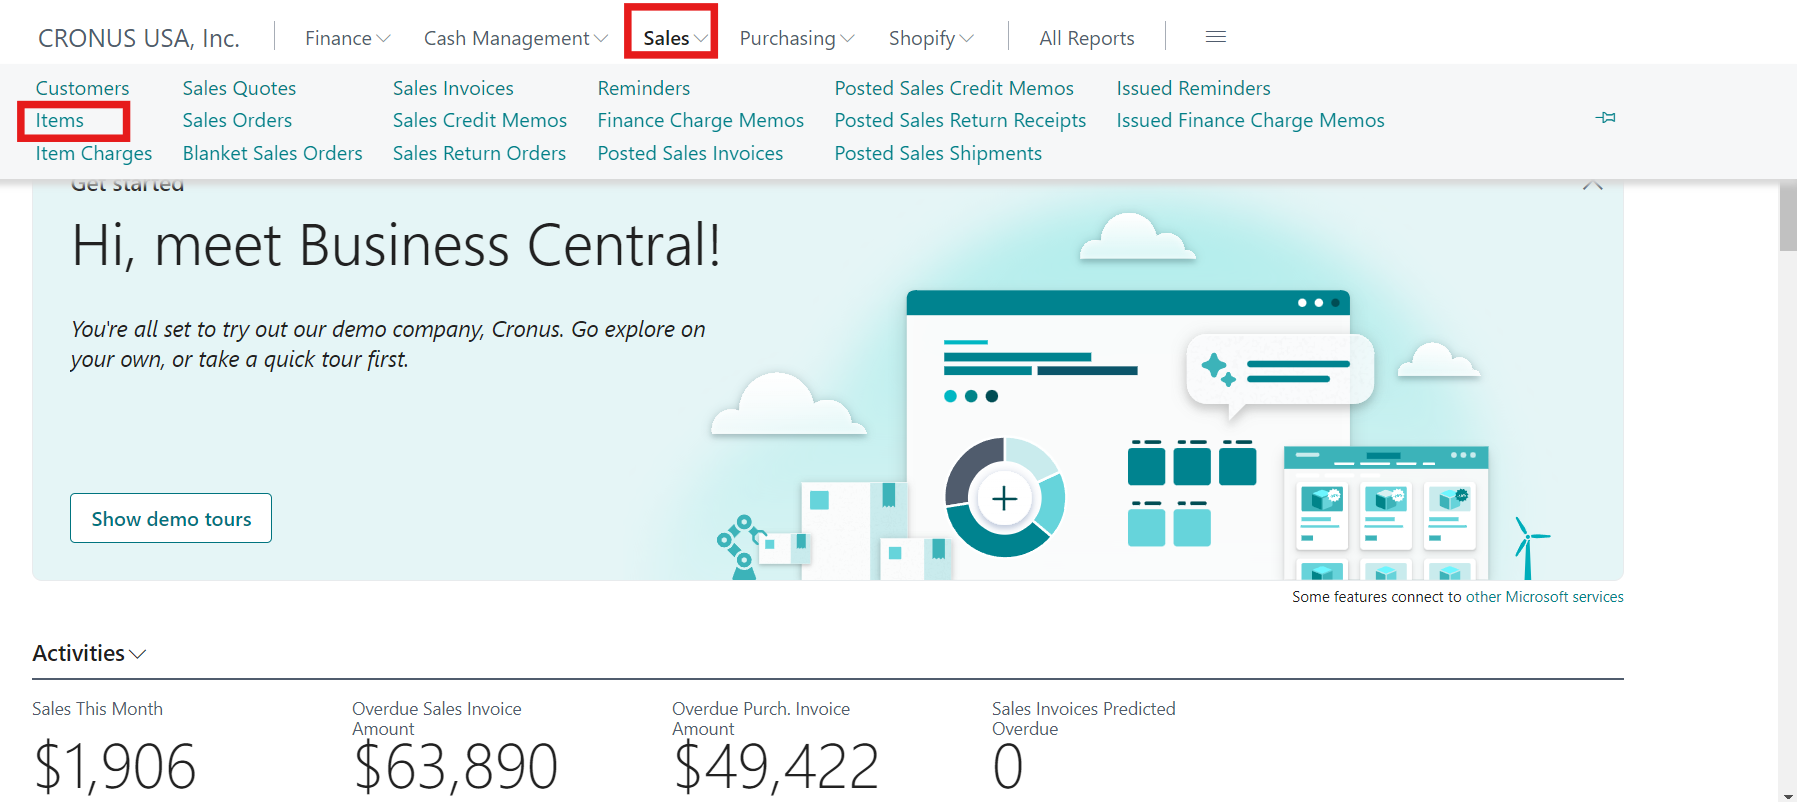 CRONUS USA, Inc. Finance Cash Management Sales Purchasing Shopify All Reports
Customers Sales Quotes Sales Invoices Reminders Posted Sales Credit Memos Issued Reminders
Items Sales Orders Sales Credit Memos Finance Charge Memos Posted Sales Return Receipts Issued Finance Charge Memos
Item Charges Blanket Sales Orders Sales Return Orders Posted Sales Invoices Posted Sales Shipments
Get started
Hi, meet Business Central!
You're all set to try out our demo company, Cronus. Go explore on
your own, or take a quick tour first.
Show demo tours
Some features connect to other Microsoft services
Activities
Sales This Month
$1,906
Overdue Sales Invoice
Amount
$63,890
Overdue Purch. Invoice
Amount
$49,422
Sales Invoices Predicted
Overdue
0